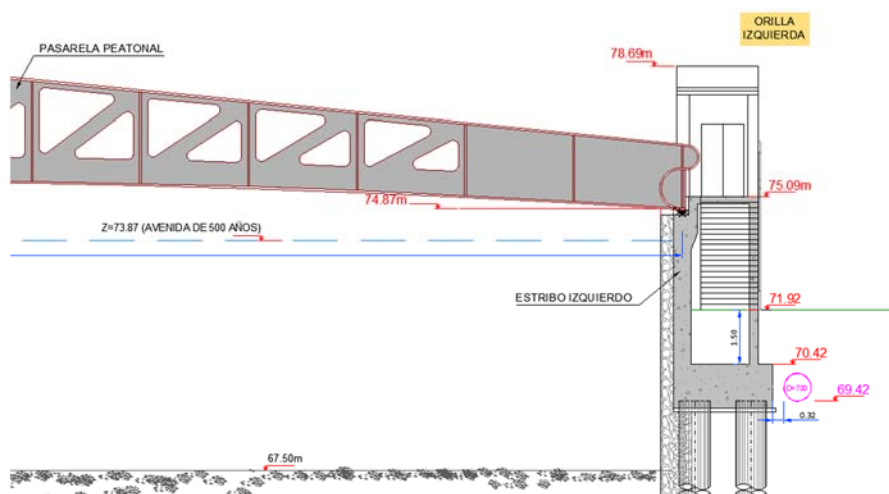 ORILLA
IZQUIERDA
PASARELA PEATONAL
78.69m
75.09m
74.87m
Z=73.87 (AVENIDA DE 500 AÑOS)
ESTRIBO IZQUIERDO
71.92
1.50
70.42
D=700
69.42
0.32
67.50m